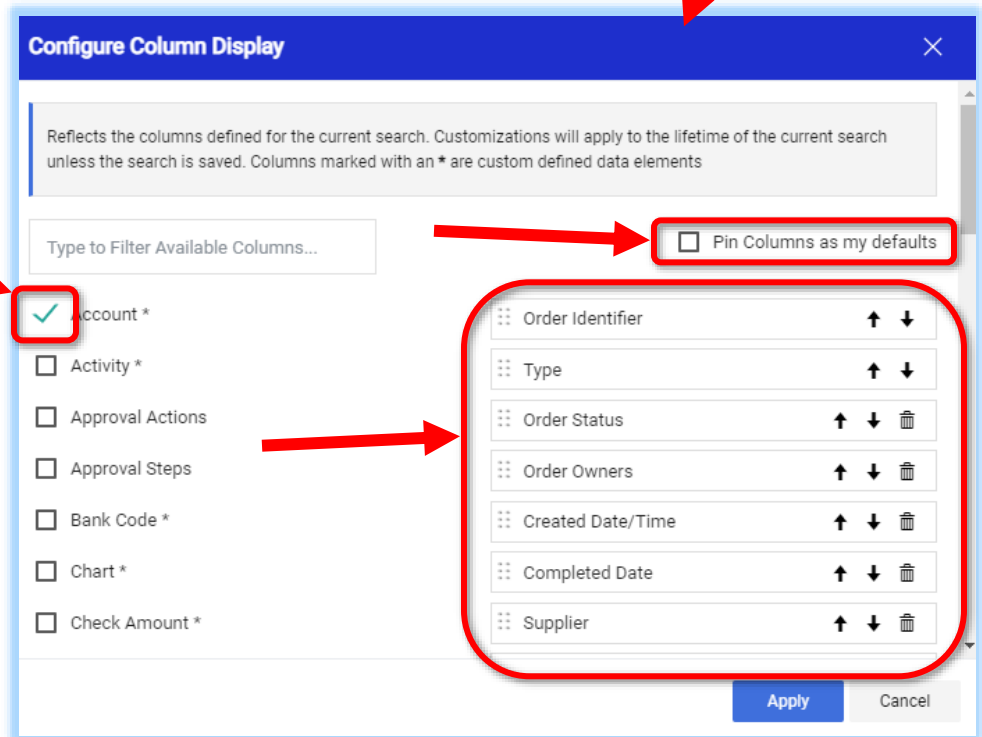 Configure Column Display
Reflects the columns defined for the current search. Customizations will apply to the lifetime of the current search
unless the search is saved. Columns marked with an * are custom defined data elements
Type to Filter Available Columns...
Pin Columns as my defaults
Account *
Activity *
Approval Actions
Approval Steps
Bank Code *
Chart *
Check Amount *
Order Identifier
Type
Order Status
Order Owners
Created Date/Time
Completed Date
Supplier
Apply
Cancel